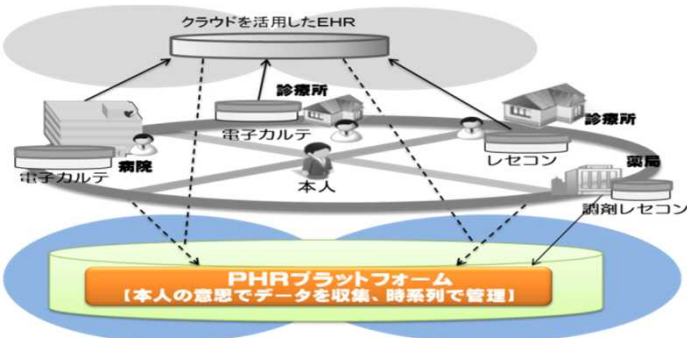 クラウドを活用したEHR
診療所
診療所
電子カルテ
レセコン
薬局
電子カルテ
病院
本人
調剤レセコン
PHRプラットフォーム
【本人の意思でデータを収集、時系列で管理】